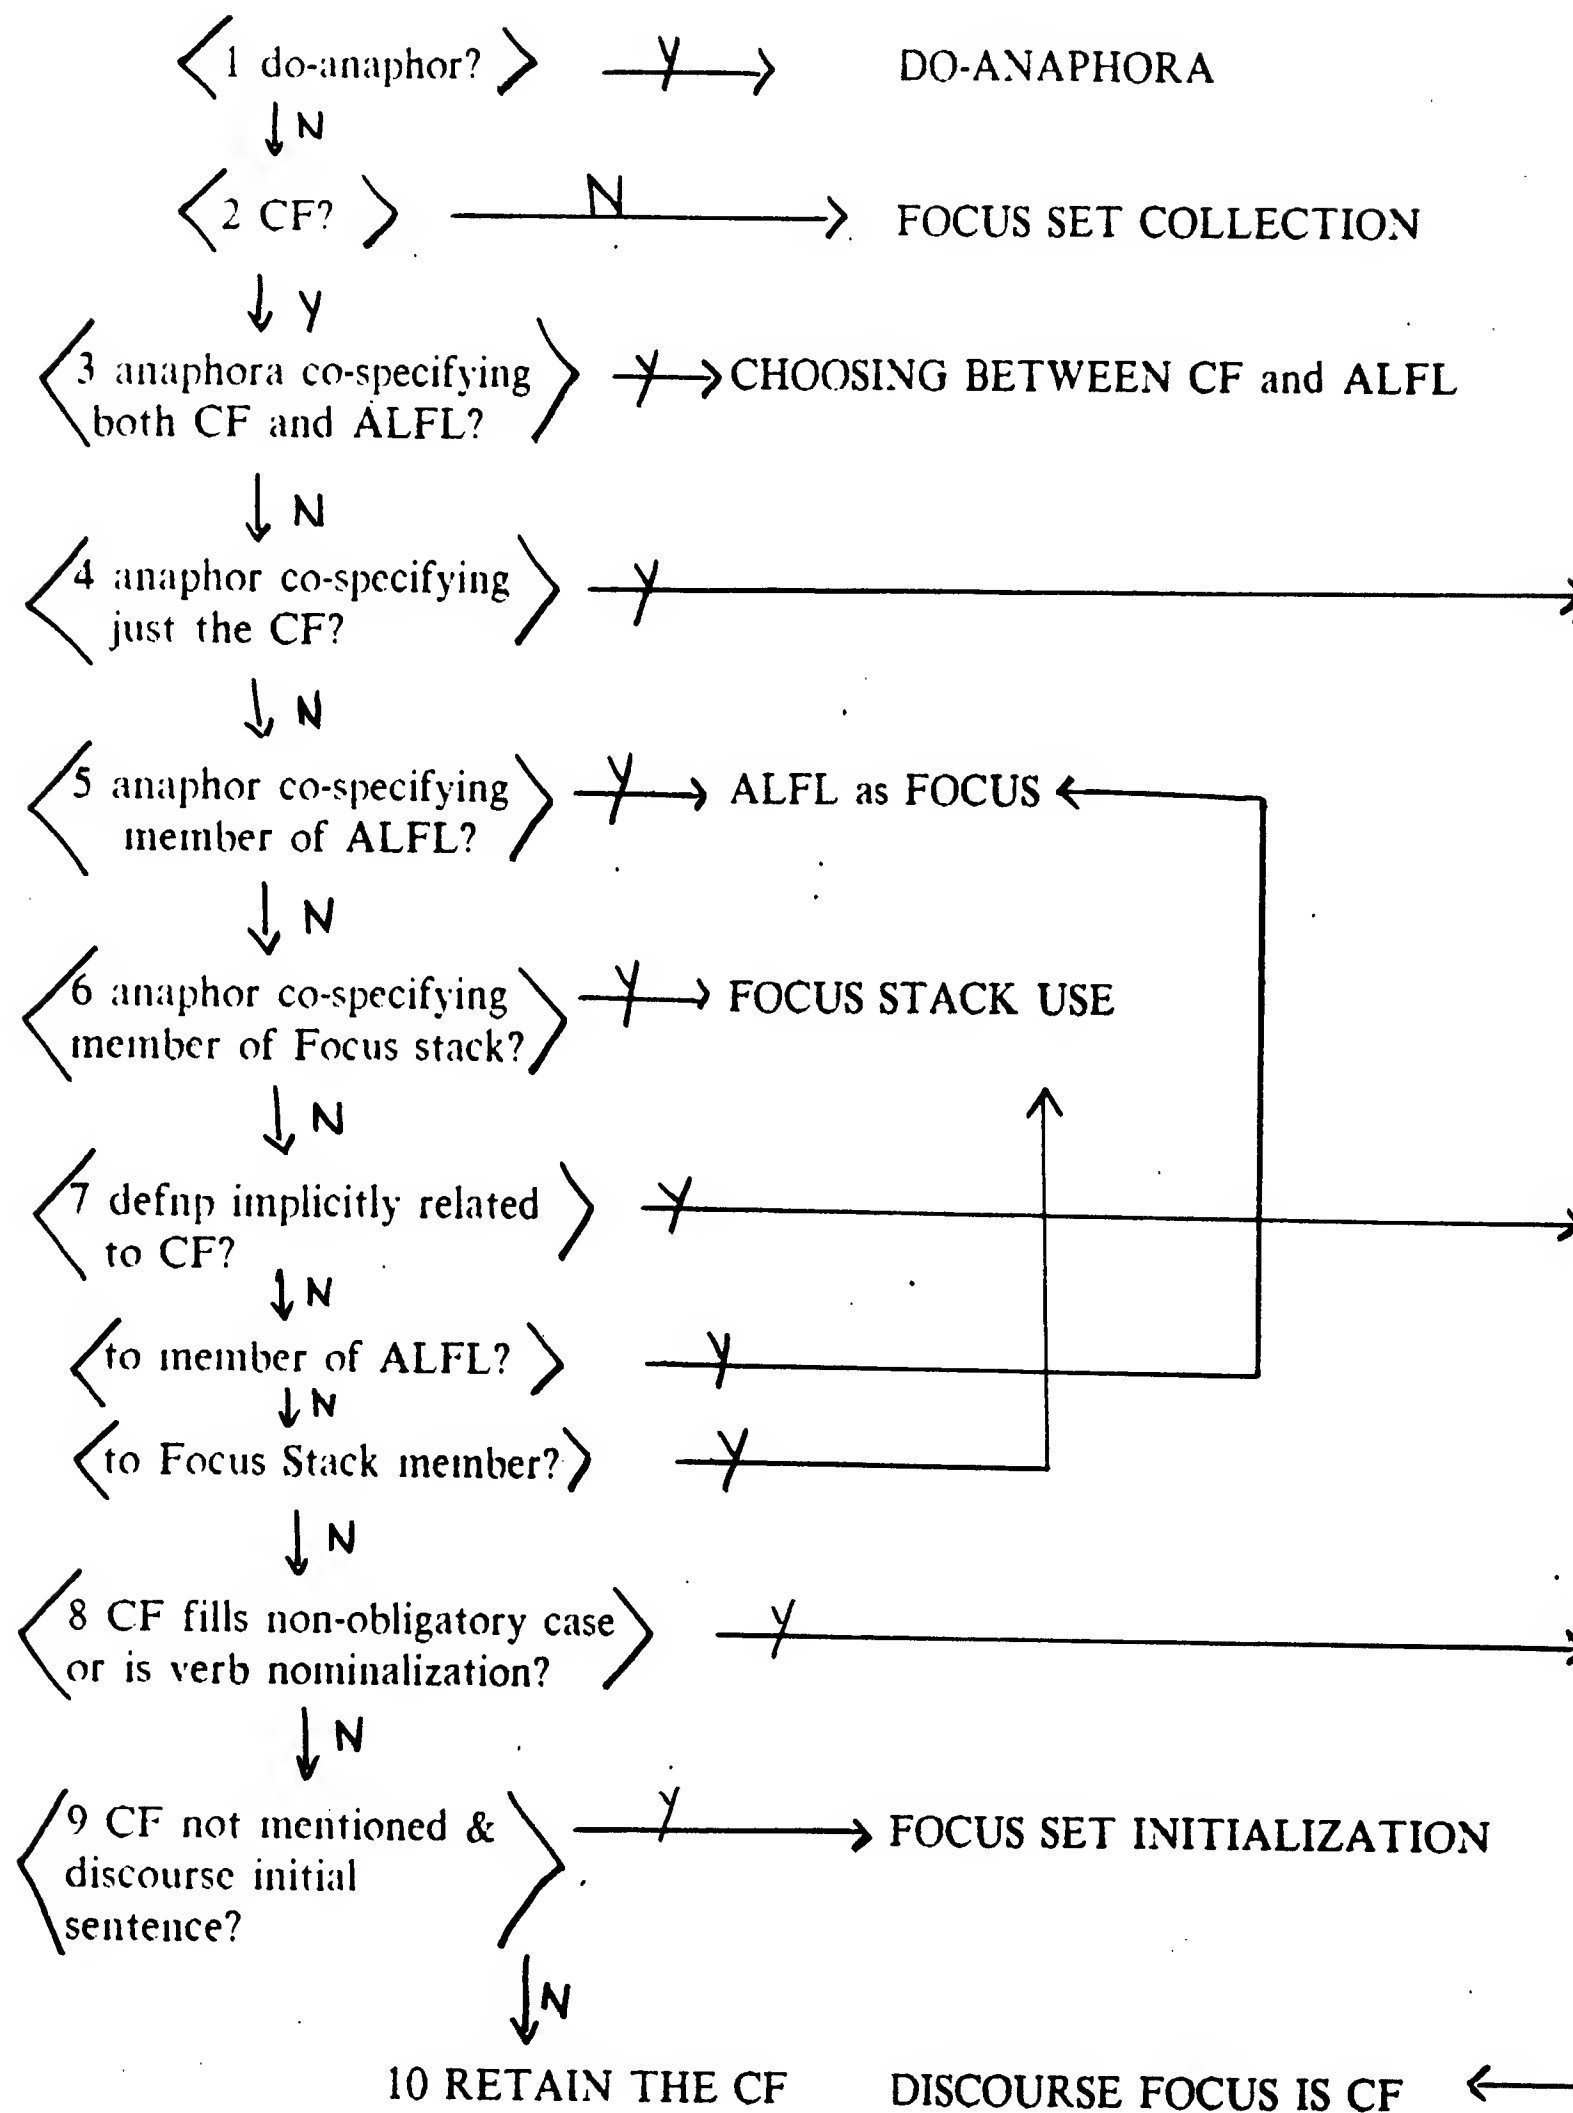 1 do-anaphor? Y DO-ANAPHORA
N
2 CF? N FOCUS SET COLLECTION
Y
3 anaphora co-specifying
both CF and ALFL? Y CHOOSING BETWEEN CF and ALFL
N
4 anaphor co-specifying
just the CF? Y
N
5 anaphor co-specifying
member of ALFL? Y ALFL as FOCUS
N
6 anaphor co-specifying
member of Focus stack? Y FOCUS STACK USE
N
7 defnp implicitly related
to CF? Y
N
to member of ALFL? Y
N
to Focus Stack member? Y
N
8 CF fills non-obligatory case
or is verb nominalization? Y
N
9 CF not mentioned &
discourse initial
sentence? Y FOCUS SET INITIALIZATION
N
10 RETAIN THE CF DISCOURSE FOCUS IS CF